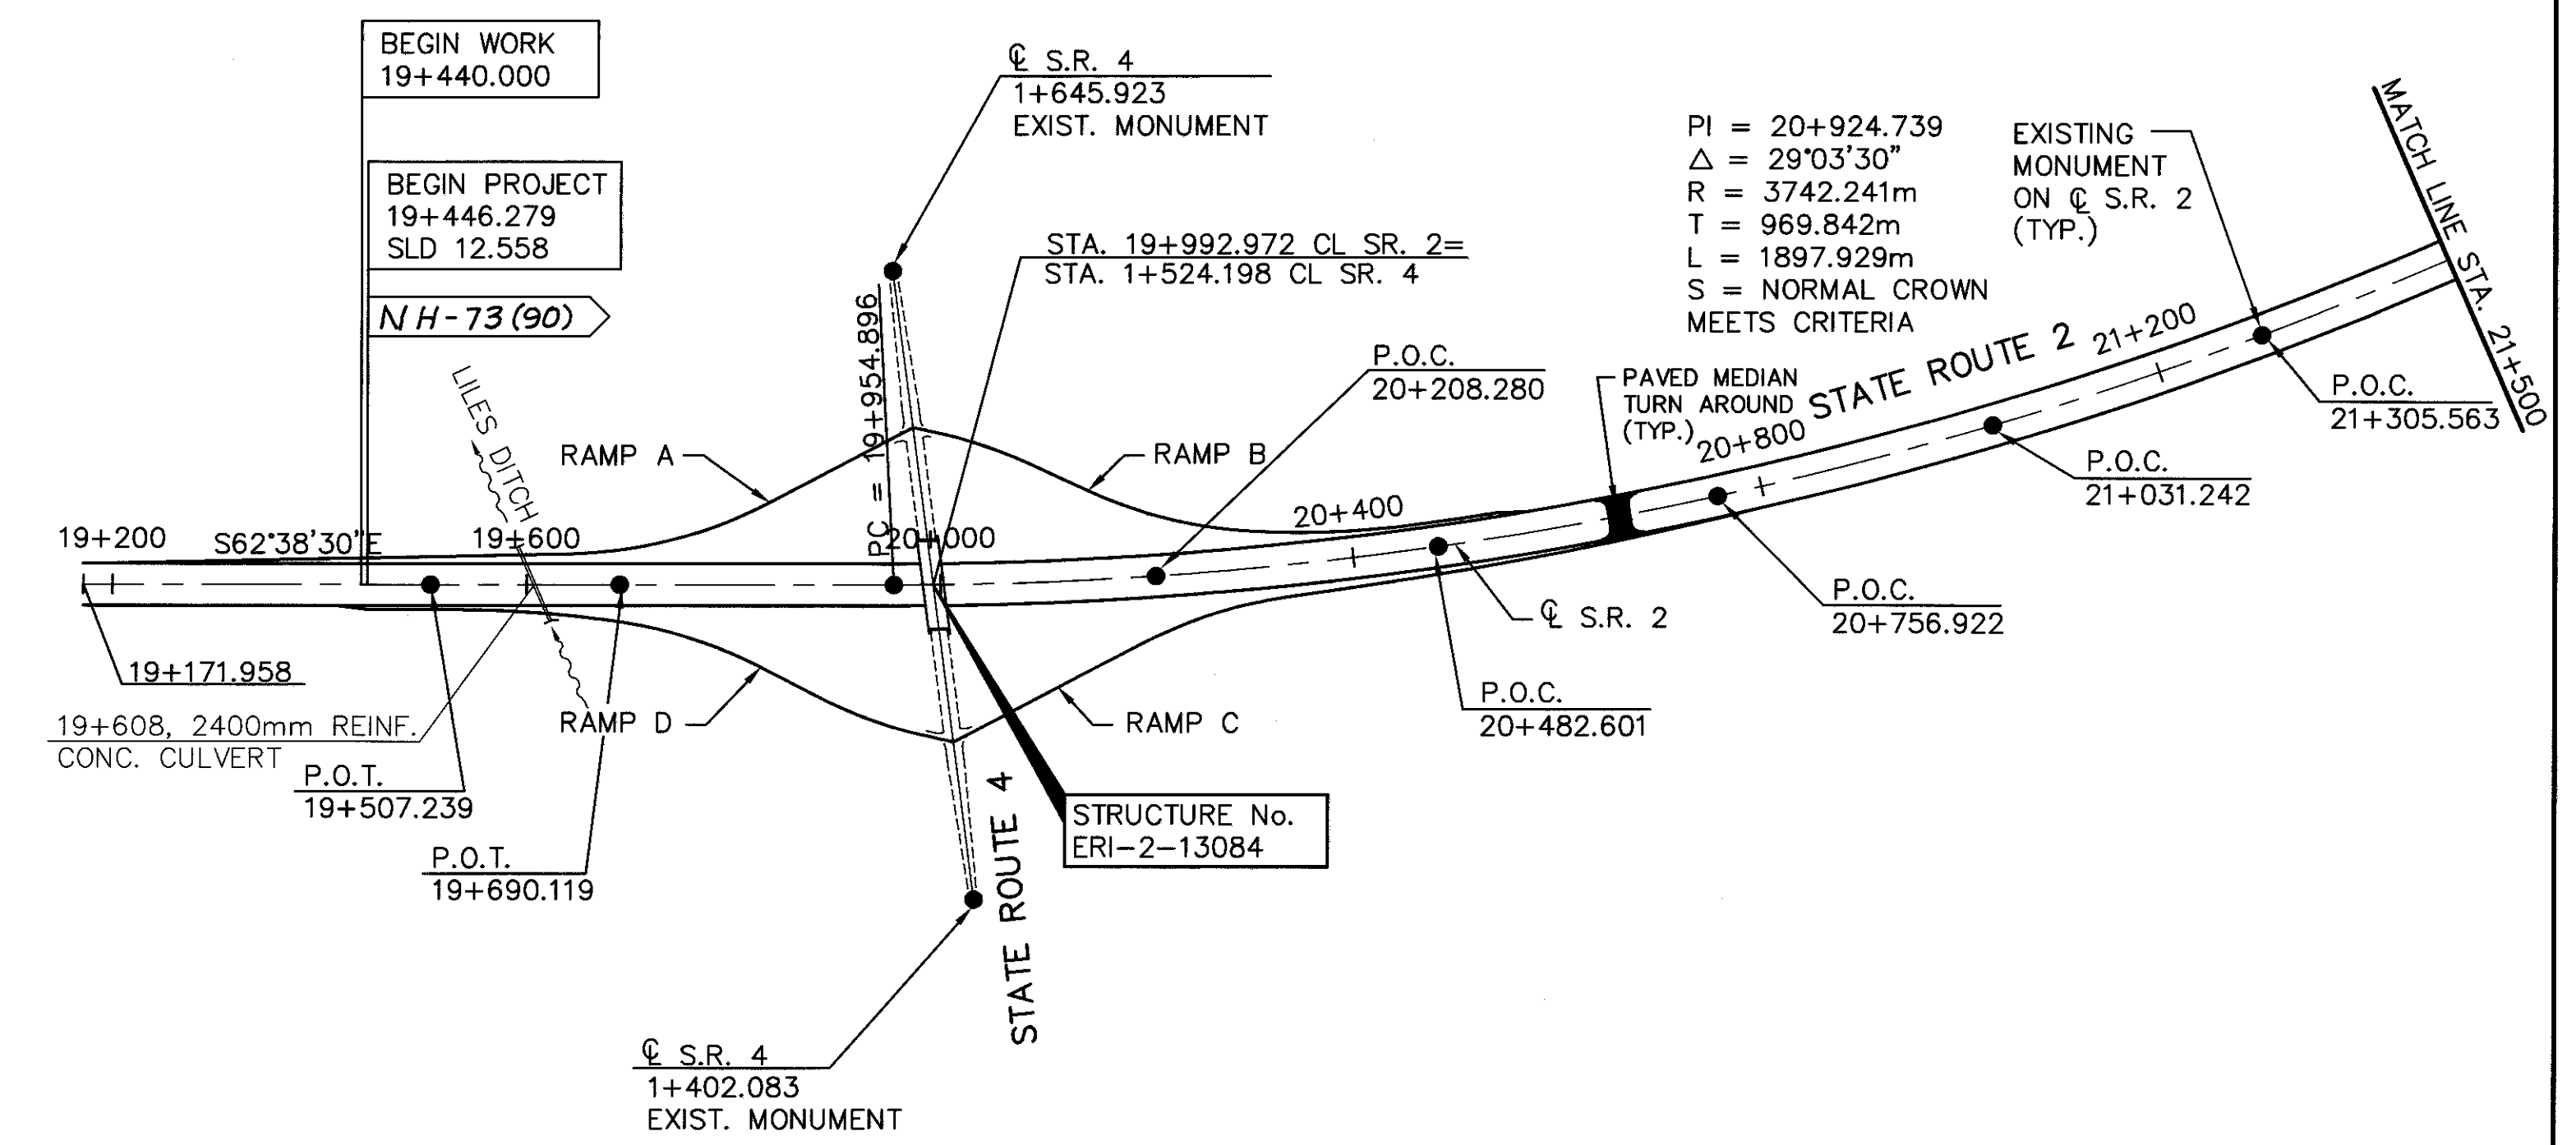 BEGIN WORK
19+440.000
BEGIN PROJECT
19+446.279
SLD 12.558
NH-73(90)
℄ S.R. 4
1+645.923
EXIST. MONUMENT
STA. 19+992.972 CL SR. 2=
STA. 1+524.198 CL SR. 4
PI = 20+924.739
Δ = 29°03'30"
R = 3742.241m
T = 969.842m
L = 1897.929m
S = NORMAL CROWN
MEETS CRITERIA
EXISTING
MONUMENT
ON ℄ S.R. 2
(TYP.)
MATCH LINE STA. 21+500
PC = 19+954.896
P.O.C.
20+208.280
PAVED MEDIAN
TURN AROUND
(TYP.)
STATE ROUTE 2
21+200
20+800
P.O.C.
21+305.563
P.O.C.
21+031.242
LILES DITCH
RAMP A
RAMP B
20+400
19+200
S62°38'30"E
19+600
20+000
P.O.C.
20+756.922
℄ S.R. 2
P.O.C.
20+482.601
19+171.958
19+608, 2400mm REINF.
CONC. CULVERT
RAMP D
RAMP C
P.O.T.
19+507.239
P.O.T.
19+690.119
STATE ROUTE 4
STRUCTURE No.
ERI-2-13084
℄ S.R. 4
1+402.083
EXIST. MONUMENT